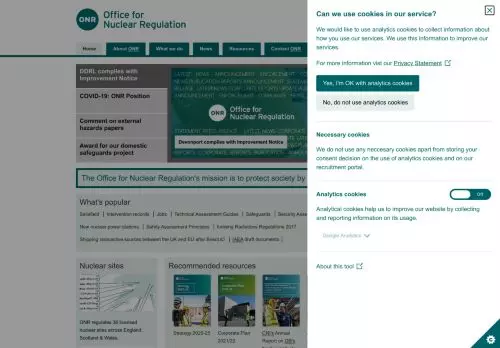 ONR
Office for
Nuclear Regulation
Home
About ONR
What we do
News
Resources
Contact ONR
DDRL complies with
Improvement Notice
COVID-19: ONR Position
Comment on external
hazards papers
Award for our domestic
safeguards project
ONR
Office for
Nuclear Regulation
Devonport complies with Improvement Notice
The Office for Nuclear Regulation's mission is to protect society by
What's popular
SafetieD | Intervention records | Jobs | Technical Assessment Guides | Safeguards | Security Asse
New nuclear power stations | Safety Assessment Principles | Ionising Radiations Regulations 2017
Shipping radioactive sources between the UK and EU after Brexit | IAEA Draft documents
Nuclear sites
ONR regulates 36 licensed
nuclear sites across England,
Scotland & Wales.
Recommended resources
Strategy 2020-25
Corporate Plan
2021/22
CNI's Annual
Report on GB's
Can we use cookies in our service?
We would like to use analytics cookies to collect information about
how you use our services. We use this information to improve our
services.
For more information visit our Privacy Statement
Yes, I'm OK with analytics cookies
No, do not use analytics cookies
Necessary cookies
We do not use any neccesary cookies apart from storing your
consent decision on the use of analytics cookies and on our
recruitment portal.
Analytics cookies
Off
Analytical cookies help us to improve our website by collecting
and reporting information on its usage.
Google Analytics
About this tool